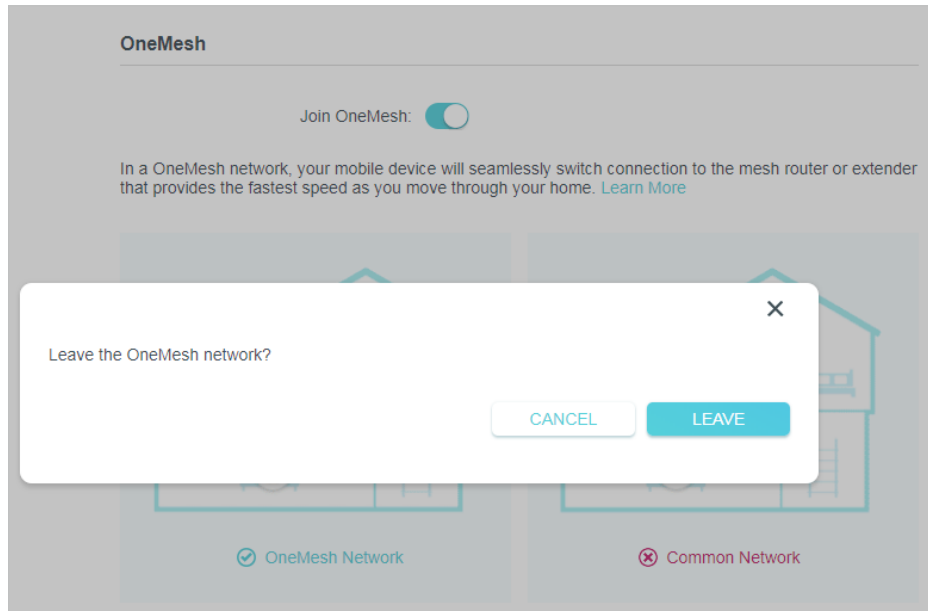 OneMesh
Join OneMesh:
In a OneMesh network, your mobile device will seamlessly switch connection to the mesh router or extender
that provides the fastest speed as you move through your home. Learn More
Leave the OneMesh network?
CANCEL
LEAVE
OneMesh Network
Common Network